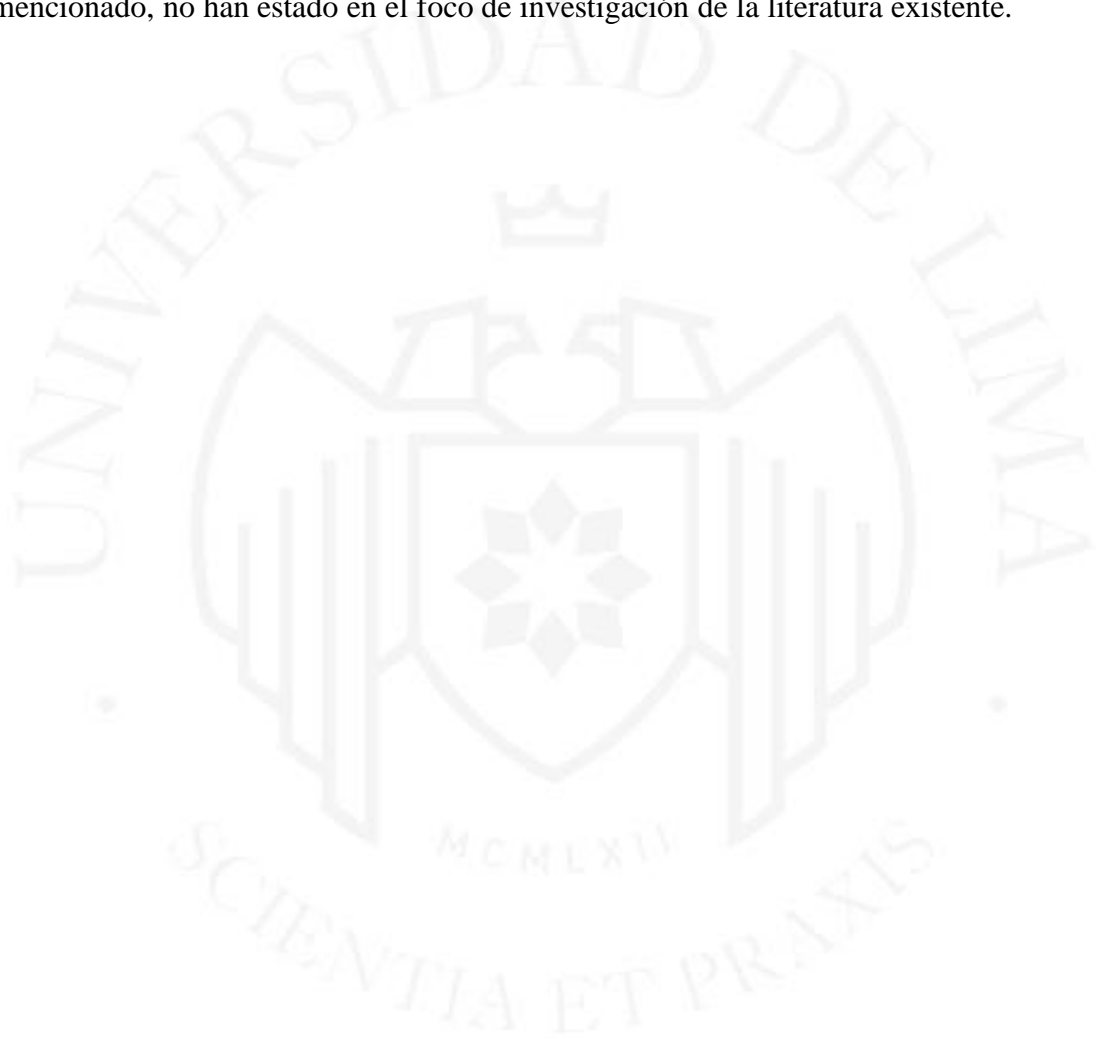 mencionado, no han estado en el foco de investigación de la literatura existente.
UNIVERSIDAD DE LIMA
MCMLXII
SCIENTIA ET PRAXIS